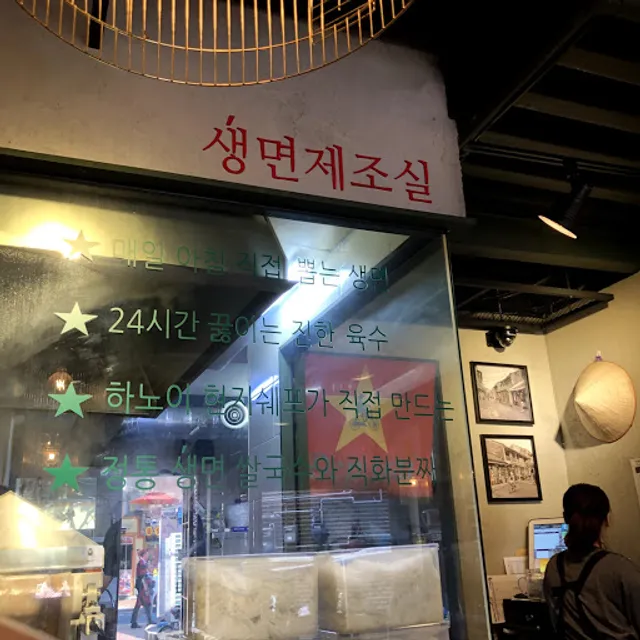 생면제조실
매일 아침 직접 뽑는 생면
24시간 끓이는 진한 육수
하노이 현지쉐프가 직접 만드는
정통 생면 쌀국수와 직화분짜